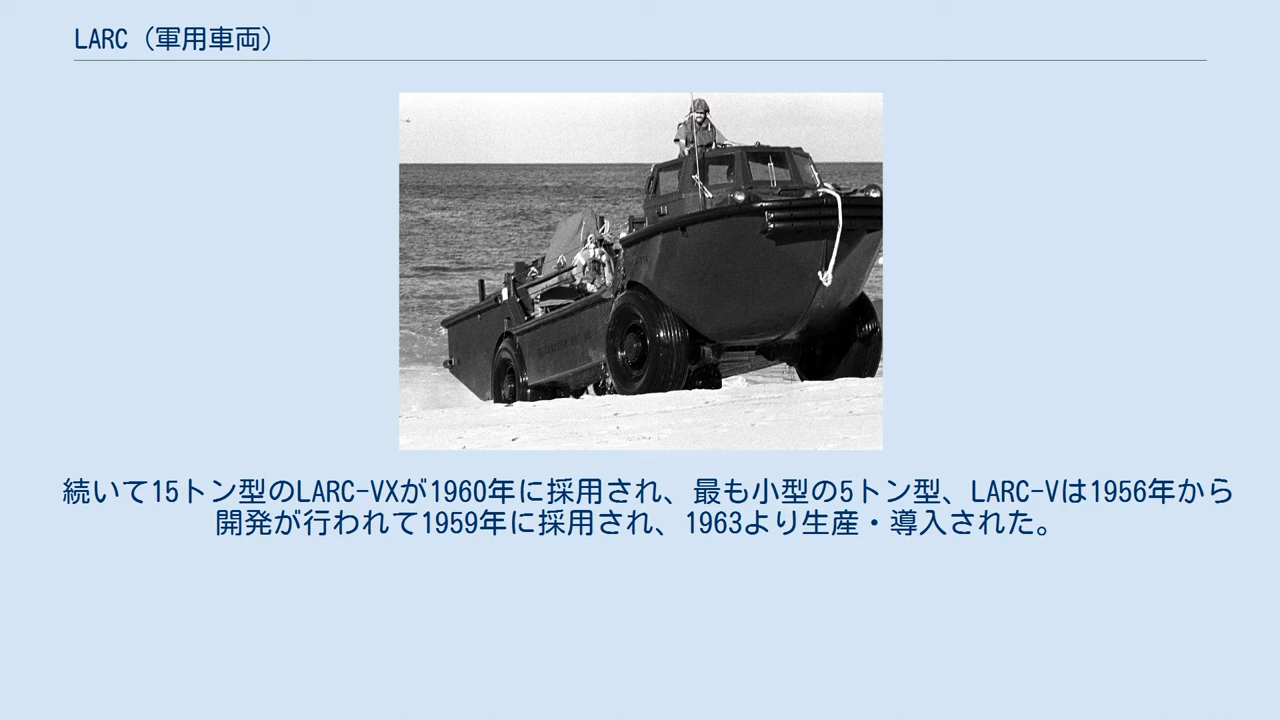 LARC（軍用車両）
続いて15トン型のLARC-VXが1960年に採用され、最も小型の5トン型、LARC-Vは1956年から
開発が行われて1959年に採用され、1963より生産・導入された。